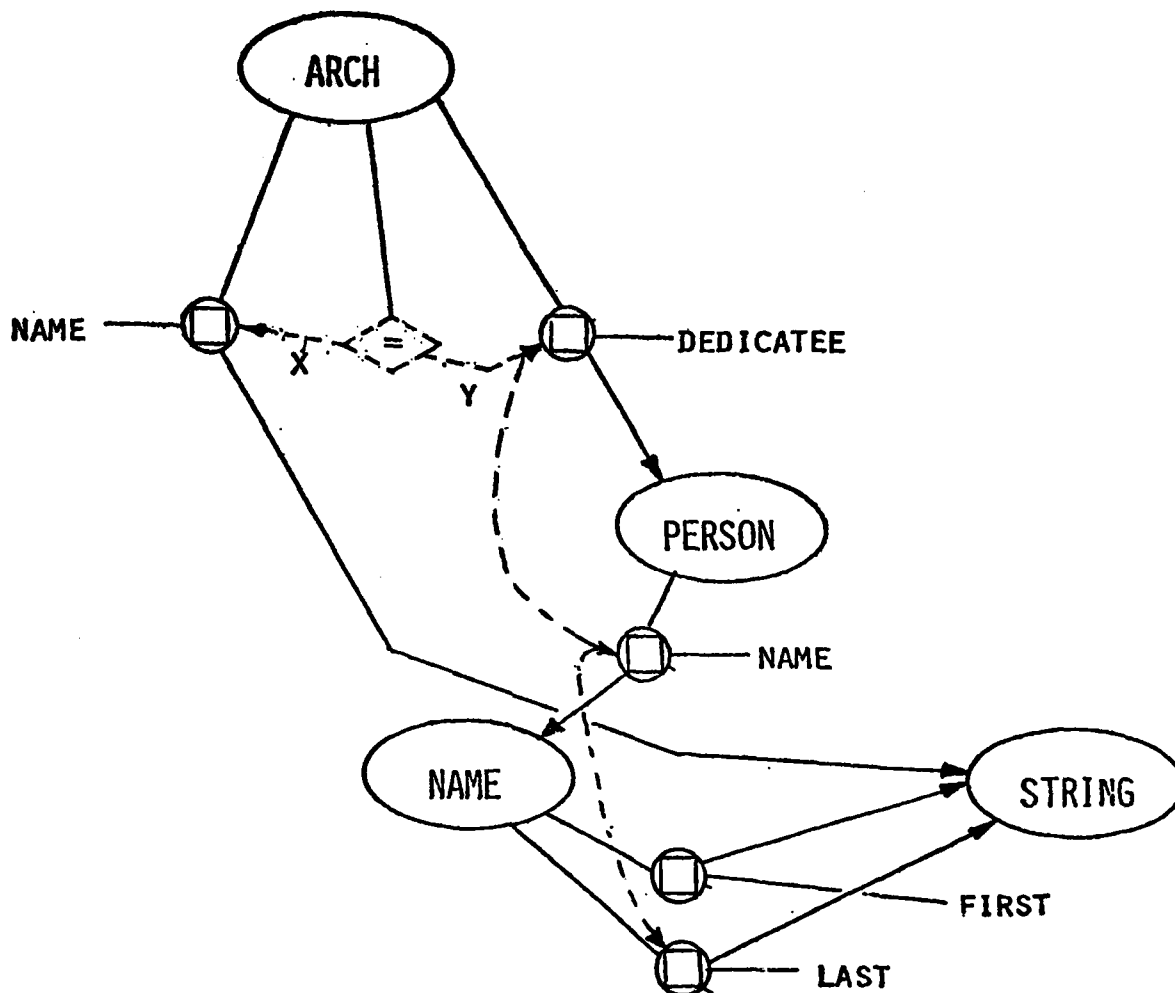 ARCH
NAME
=
DEDICATEE
X
Y
PERSON
NAME
NAME
STRING
FIRST
LAST